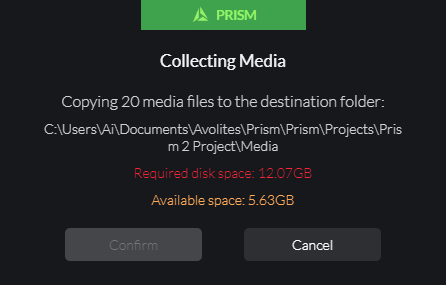 PRISM
Collecting Media
Copying 20 media files to the destination folder:
C:\Users\Ai\Documents\Avolites\Prism\Prism\Projects\Pris
m 2 Project\Media
Required disk space: 12.07GB
Available space: 5.63GB
Confirm
Cancel